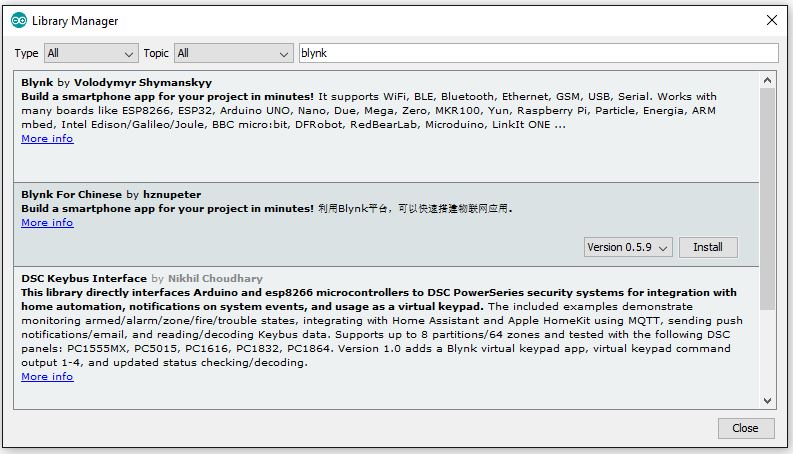 Library Manager
Type All Topic All blynk
Blynk by Volodymyr Shymanskyy
Build a smartphone app for your project in minutes! It supports WiFi, BLE, Bluetooth, Ethernet, GSM, USB, Serial. Works with
many boards like ESP8266, ESP32, Arduino UNO, Nano, Due, Mega, Zero, MKR100, Yun, Raspberry Pi, Particle, Energia, ARM
mbed, Intel Edison/Galileo/Joule, BBC micro:bit, DFRobot, RedBearLab, Microduino, LinkIt ONE ...
More info
Blynk For Chinese by hznupeter
Build a smartphone app for your project in minutes! 利用Blynk平台，可以快速搭建物联网应用。
More info
Version 0.5.9 Install
DSC Keybus Interface by Nikhil Choudhary
This library directly interfaces Arduino and esp8266 microcontrollers to DSC PowerSeries security systems for integration with
home automation, notifications on system events, and usage as a virtual keypad. The included examples demonstrate
monitoring armed/alarm/zone/fire/trouble states, integrating with Home Assistant and Apple HomeKit using MQTT, sending push
notifications/email, and reading/decoding Keybus data. Supports up to 8 partitions/64 zones and tested with the following DSC
panels: PC1555MX, PC5015, PC1616, PC1832, PC1864. Version 1.0 adds a Blynk virtual keypad app, virtual keypad command
output 1-4, and updated status checking/decoding.
More info
Close